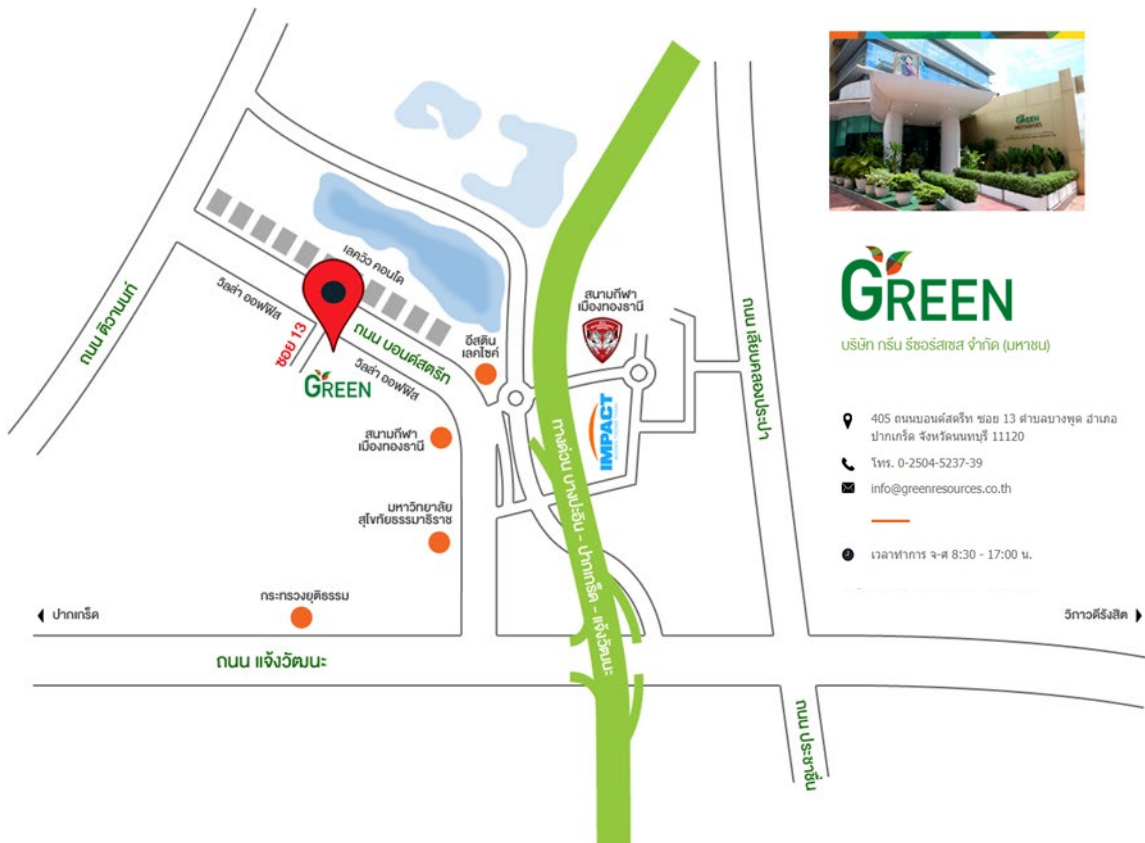 ถนน ติวานนท์
วิลล่า ออฟฟิส
ซอย 13
GREEN
เลควิว คอนโด
ถนน บอนด์สตรีท
วิลล่า ออฟฟิส
อีสติน
เลคไซค์
สนามกีฬา
เมืองทองธานี
มหาวิทยาลัย
สุโขทัยธรรมาธิราช
กระทรวงยุติธรรม
ปากเกร็ด
ถนน แจ้งวัฒนะ
สนามกีฬา
เมืองทองธานี
IMPACT
ทางด่วน บางปะอิน - ปากเกร็ด - แจ้งวัฒนะ
ถนน เลียบคลองประปา
ถนน ประชาชื่น
วิภาวดีรังสิต
GREEN
GREEN
บริษัท กรีน รีซอร์สเซส จำกัด (มหาชน)
405 ถนนบอนด์สตรีท ซอย 13 ตำบลบางพูด อำเภอ
ปากเกร็ด จังหวัดนนทบุรี 11120
โทร. 0-2504-5237-39
info@greenresources.co.th
เวลาทำการ จ-ศ 8:30 - 17:00 น.